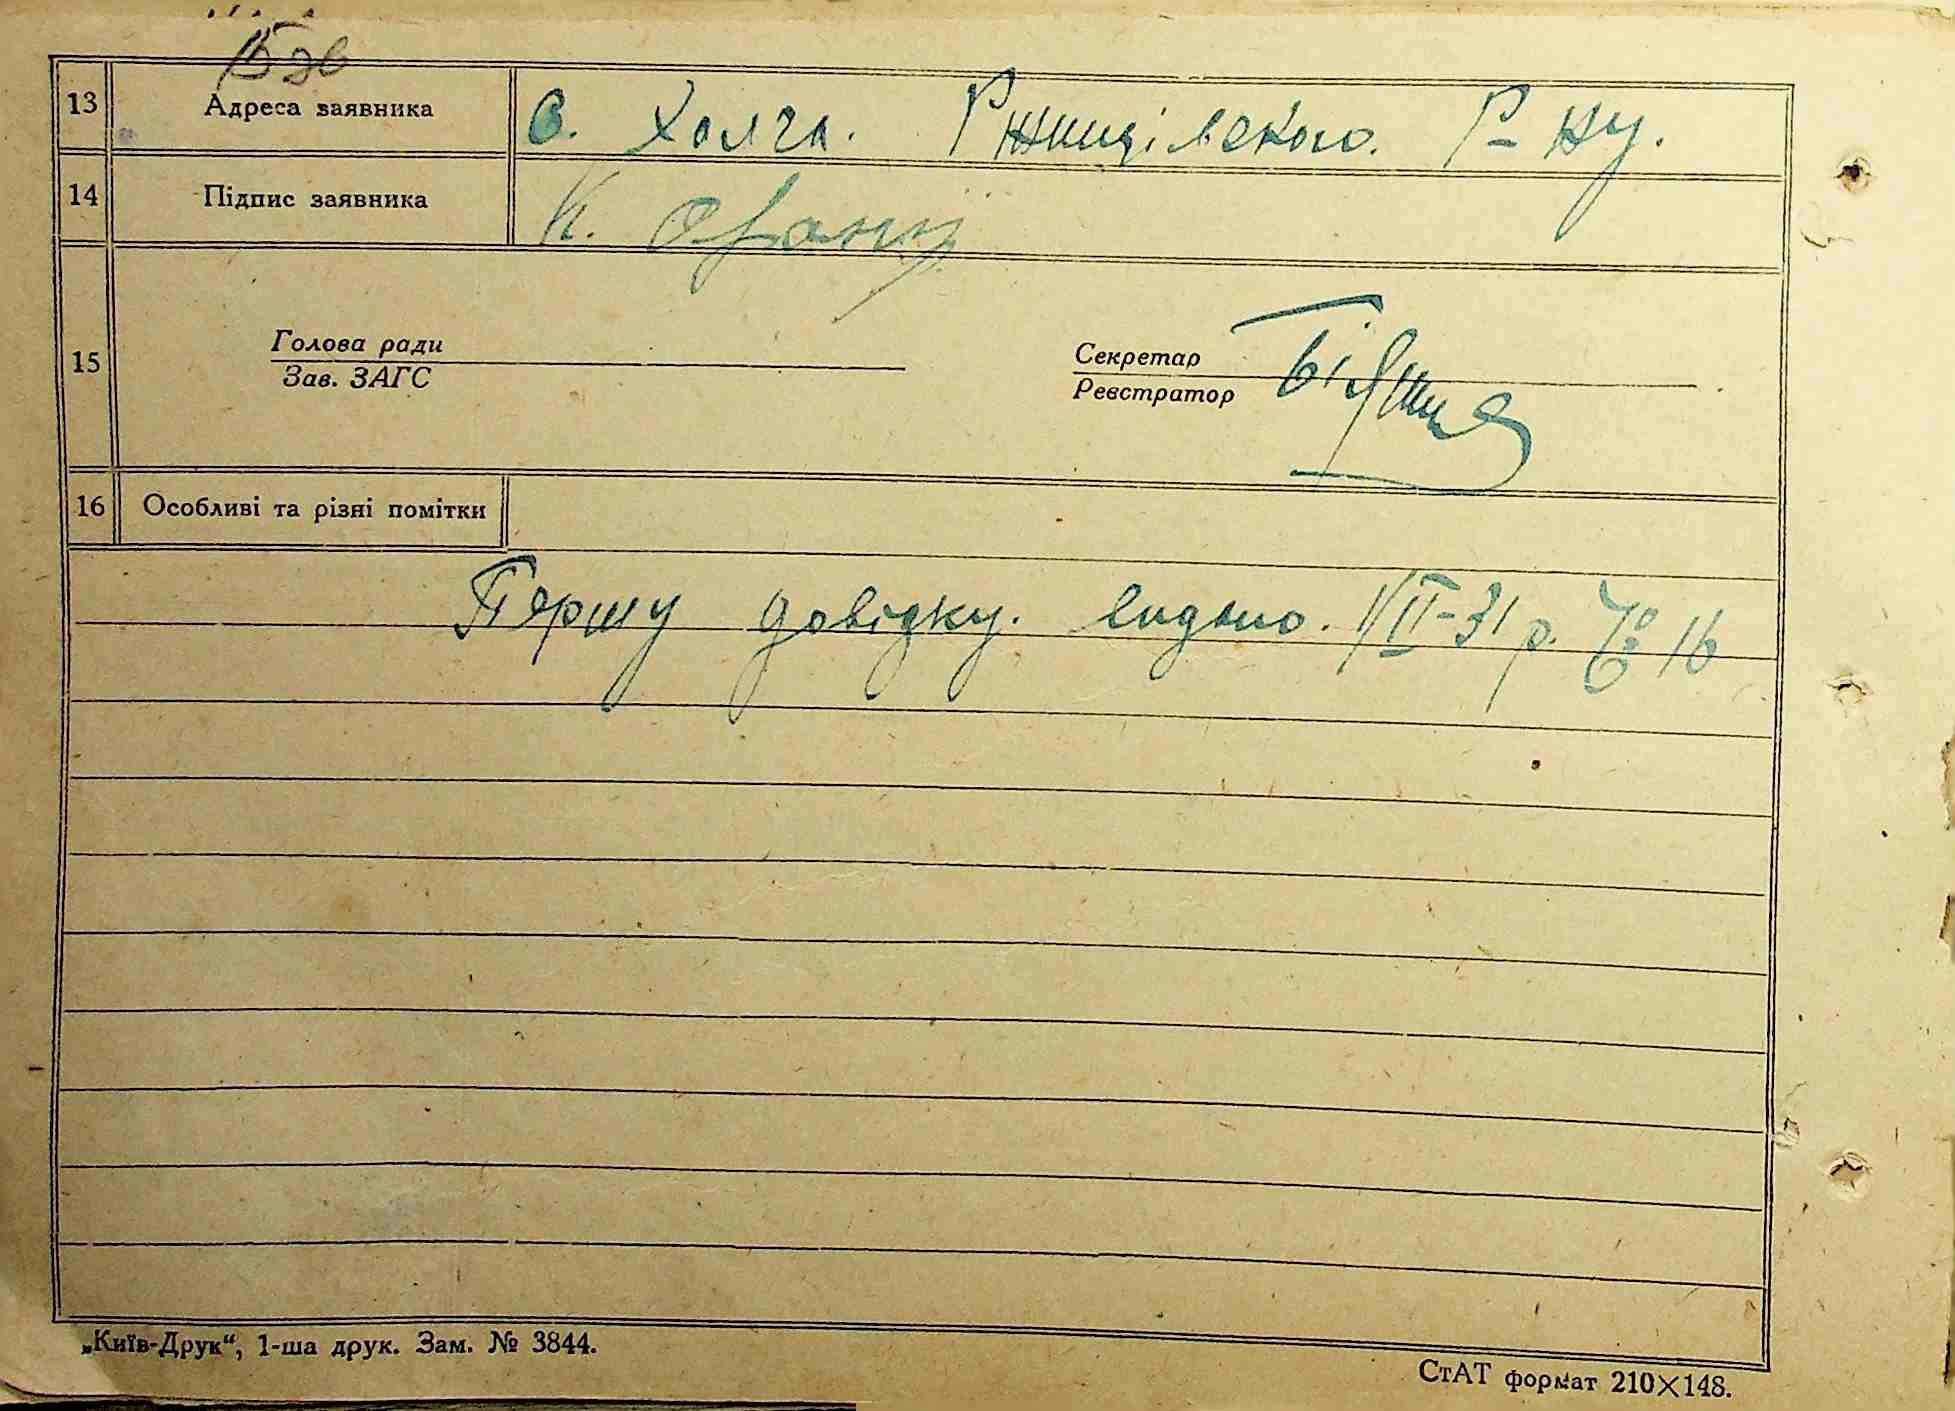 13 Адреса заявника с. Халча. Ржищівського. Р-ну.
14 Підпис заявника К.
15 Голова ради Секретар
Зав. ЗАГС Реєстратор
16 Особливі та різні помітки
Першу довідку. видано. 1/II-31 р. № 16
„Київ-Друк“, 1-ша друк. Зам. № 3844.
СтАТ формат 210×148.